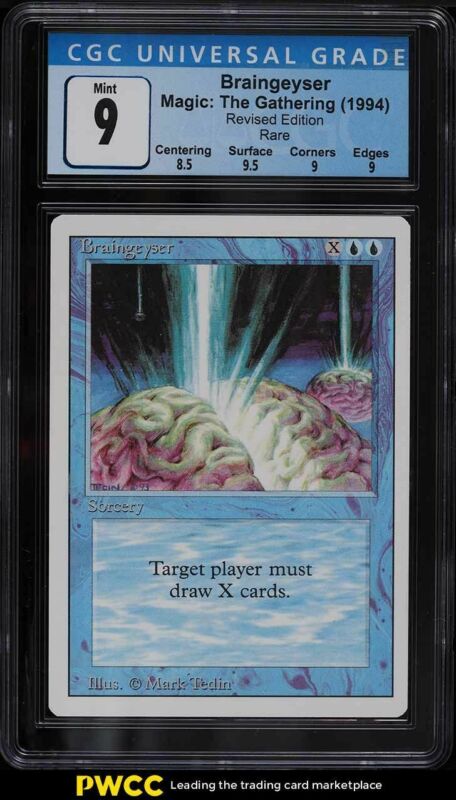 CGC UNIVERSAL GRADE
Mint
9
Braingeyser
Magic: The Gathering (1994)
Revised Edition
Rare
Centering Surface Corners Edges
8.5 9.5 9 9
Braingeyser X
Sorcery
Target player must
draw X cards.
Illus. © Mark Tedin
PWCC Leading the trading card marketplace